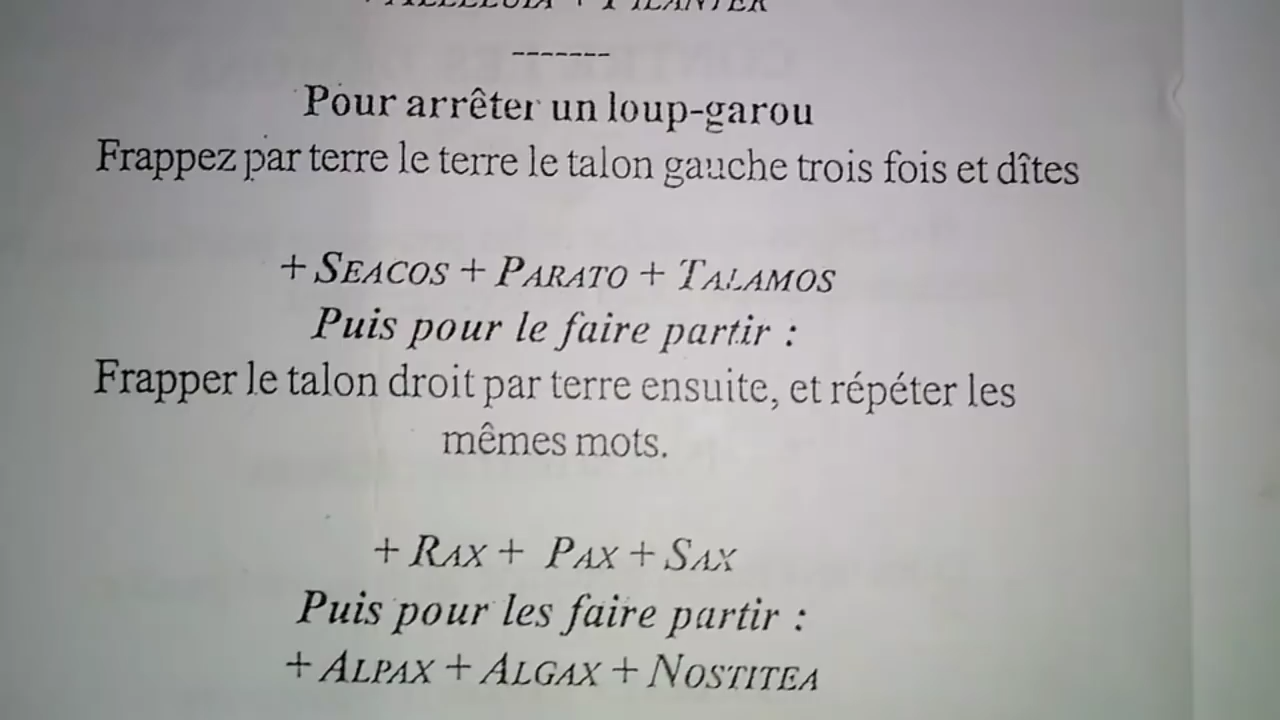 + ALLELUIA + PILANTER
-------
Pour arrêter un loup-garou
Frappez par terre le terre le talon gauche trois fois et dîtes
+ SEACOS + PARATO + TALAMOS
Puis pour le faire partir :
Frapper le talon droit par terre ensuite, et répéter les
mêmes mots.
+ RAX + PAX + SAX
Puis pour les faire partir :
+ ALPAX + ALGAX + NOSTITEA